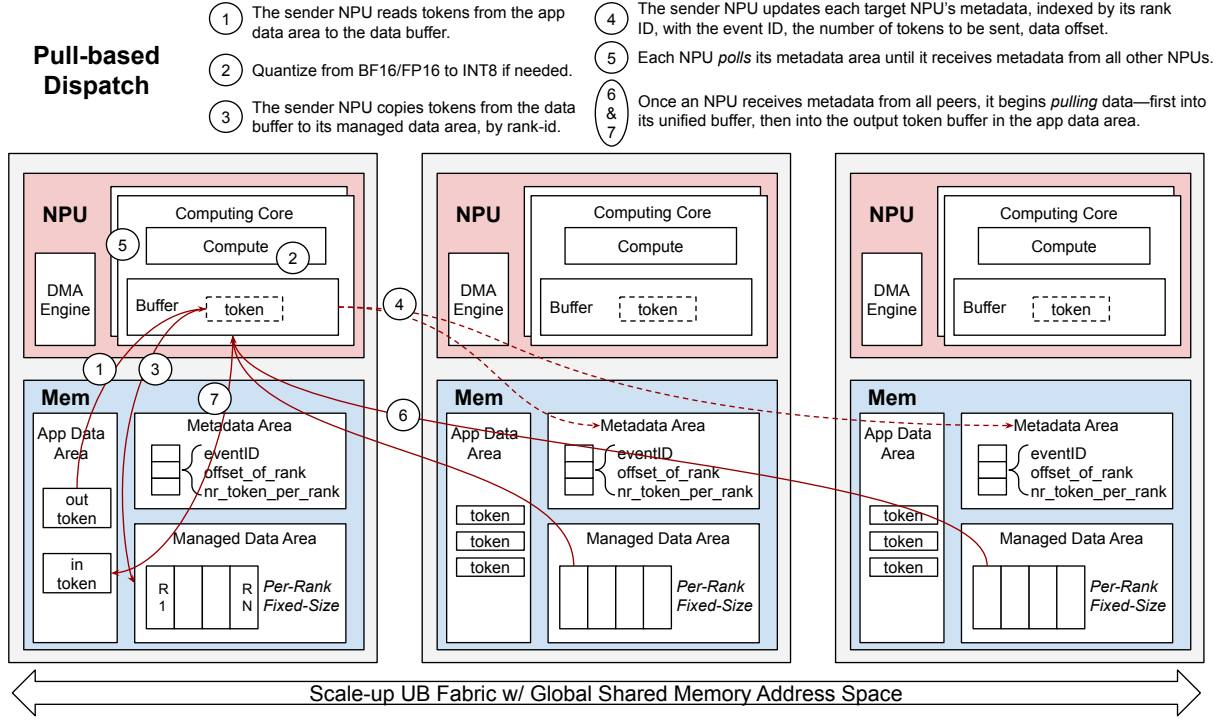 Pull-based
Dispatch
1
The sender NPU reads tokens from the app
data area to the data buffer.
2
Quantize from BF16/FP16 to INT8 if needed.
3
The sender NPU copies tokens from the data
buffer to its managed data area, by rank-id.
4
The sender NPU updates each target NPU's metadata, indexed by its rank
ID, with the event ID, the number of tokens to be sent, data offset.
5
Each NPU polls its metadata area until it receives metadata from all other NPUs.
6
&
7
Once an NPU receives metadata from all peers, it begins pulling data—first into
its unified buffer, then into the output token buffer in the app data area.
NPU
Computing Core
5
Compute
2
DMA
Engine
Buffer
token
1
3
7
Mem
App Data
Area
out
token
in
token
Metadata Area
eventID
offset_of_rank
nr_token_per_rank
Managed Data Area
R
1
R
N
Per-Rank
Fixed-Size
4
6
NPU
Computing Core
Compute
DMA
Engine
Buffer
token
Mem
App Data
Area
token
token
token
Metadata Area
eventID
offset_of_rank
nr_token_per_rank
Managed Data Area
Per-Rank
Fixed-Size
NPU
Computing Core
Compute
DMA
Engine
Buffer
token
Mem
App Data
Area
token
token
token
Metadata Area
eventID
offset_of_rank
nr_token_per_rank
Managed Data Area
Per-Rank
Fixed-Size
Scale-up UB Fabric w/ Global Shared Memory Address Space